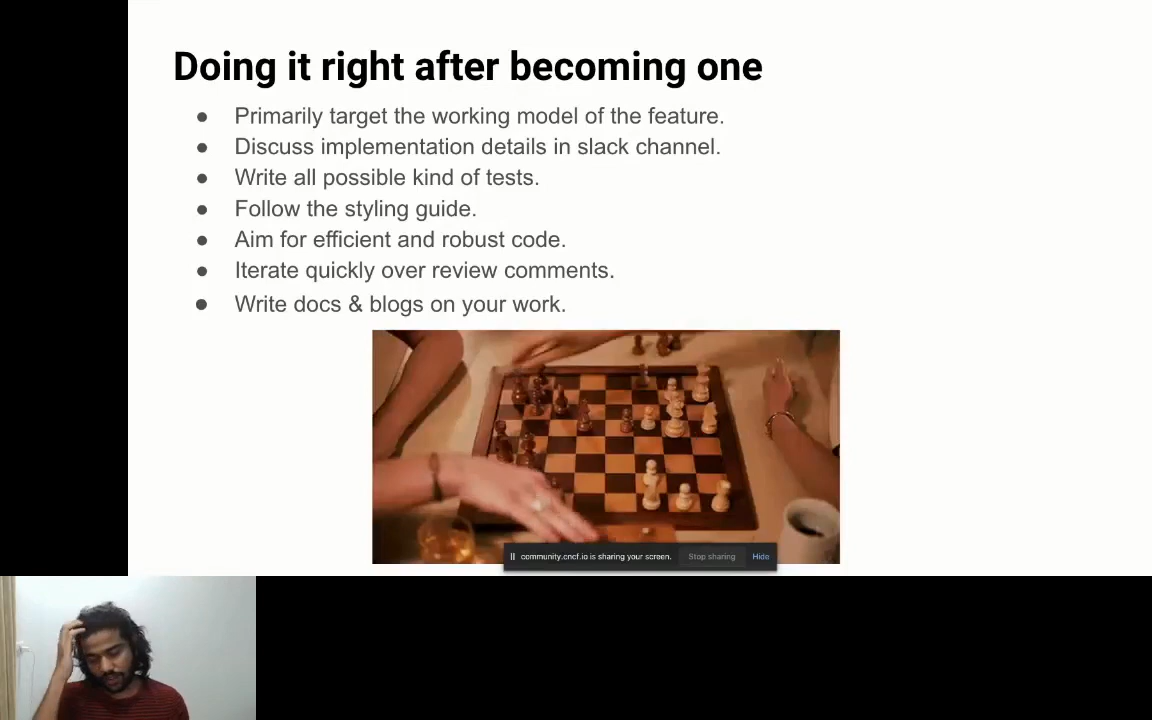 Doing it right after becoming one
● Primarily target the working model of the feature.
● Discuss implementation details in slack channel.
● Write all possible kind of tests.
● Follow the styling guide.
● Aim for efficient and robust code.
● Iterate quickly over review comments.
● Write docs & blogs on your work.
community.cncf.io is sharing your screen. Stop sharing Hide